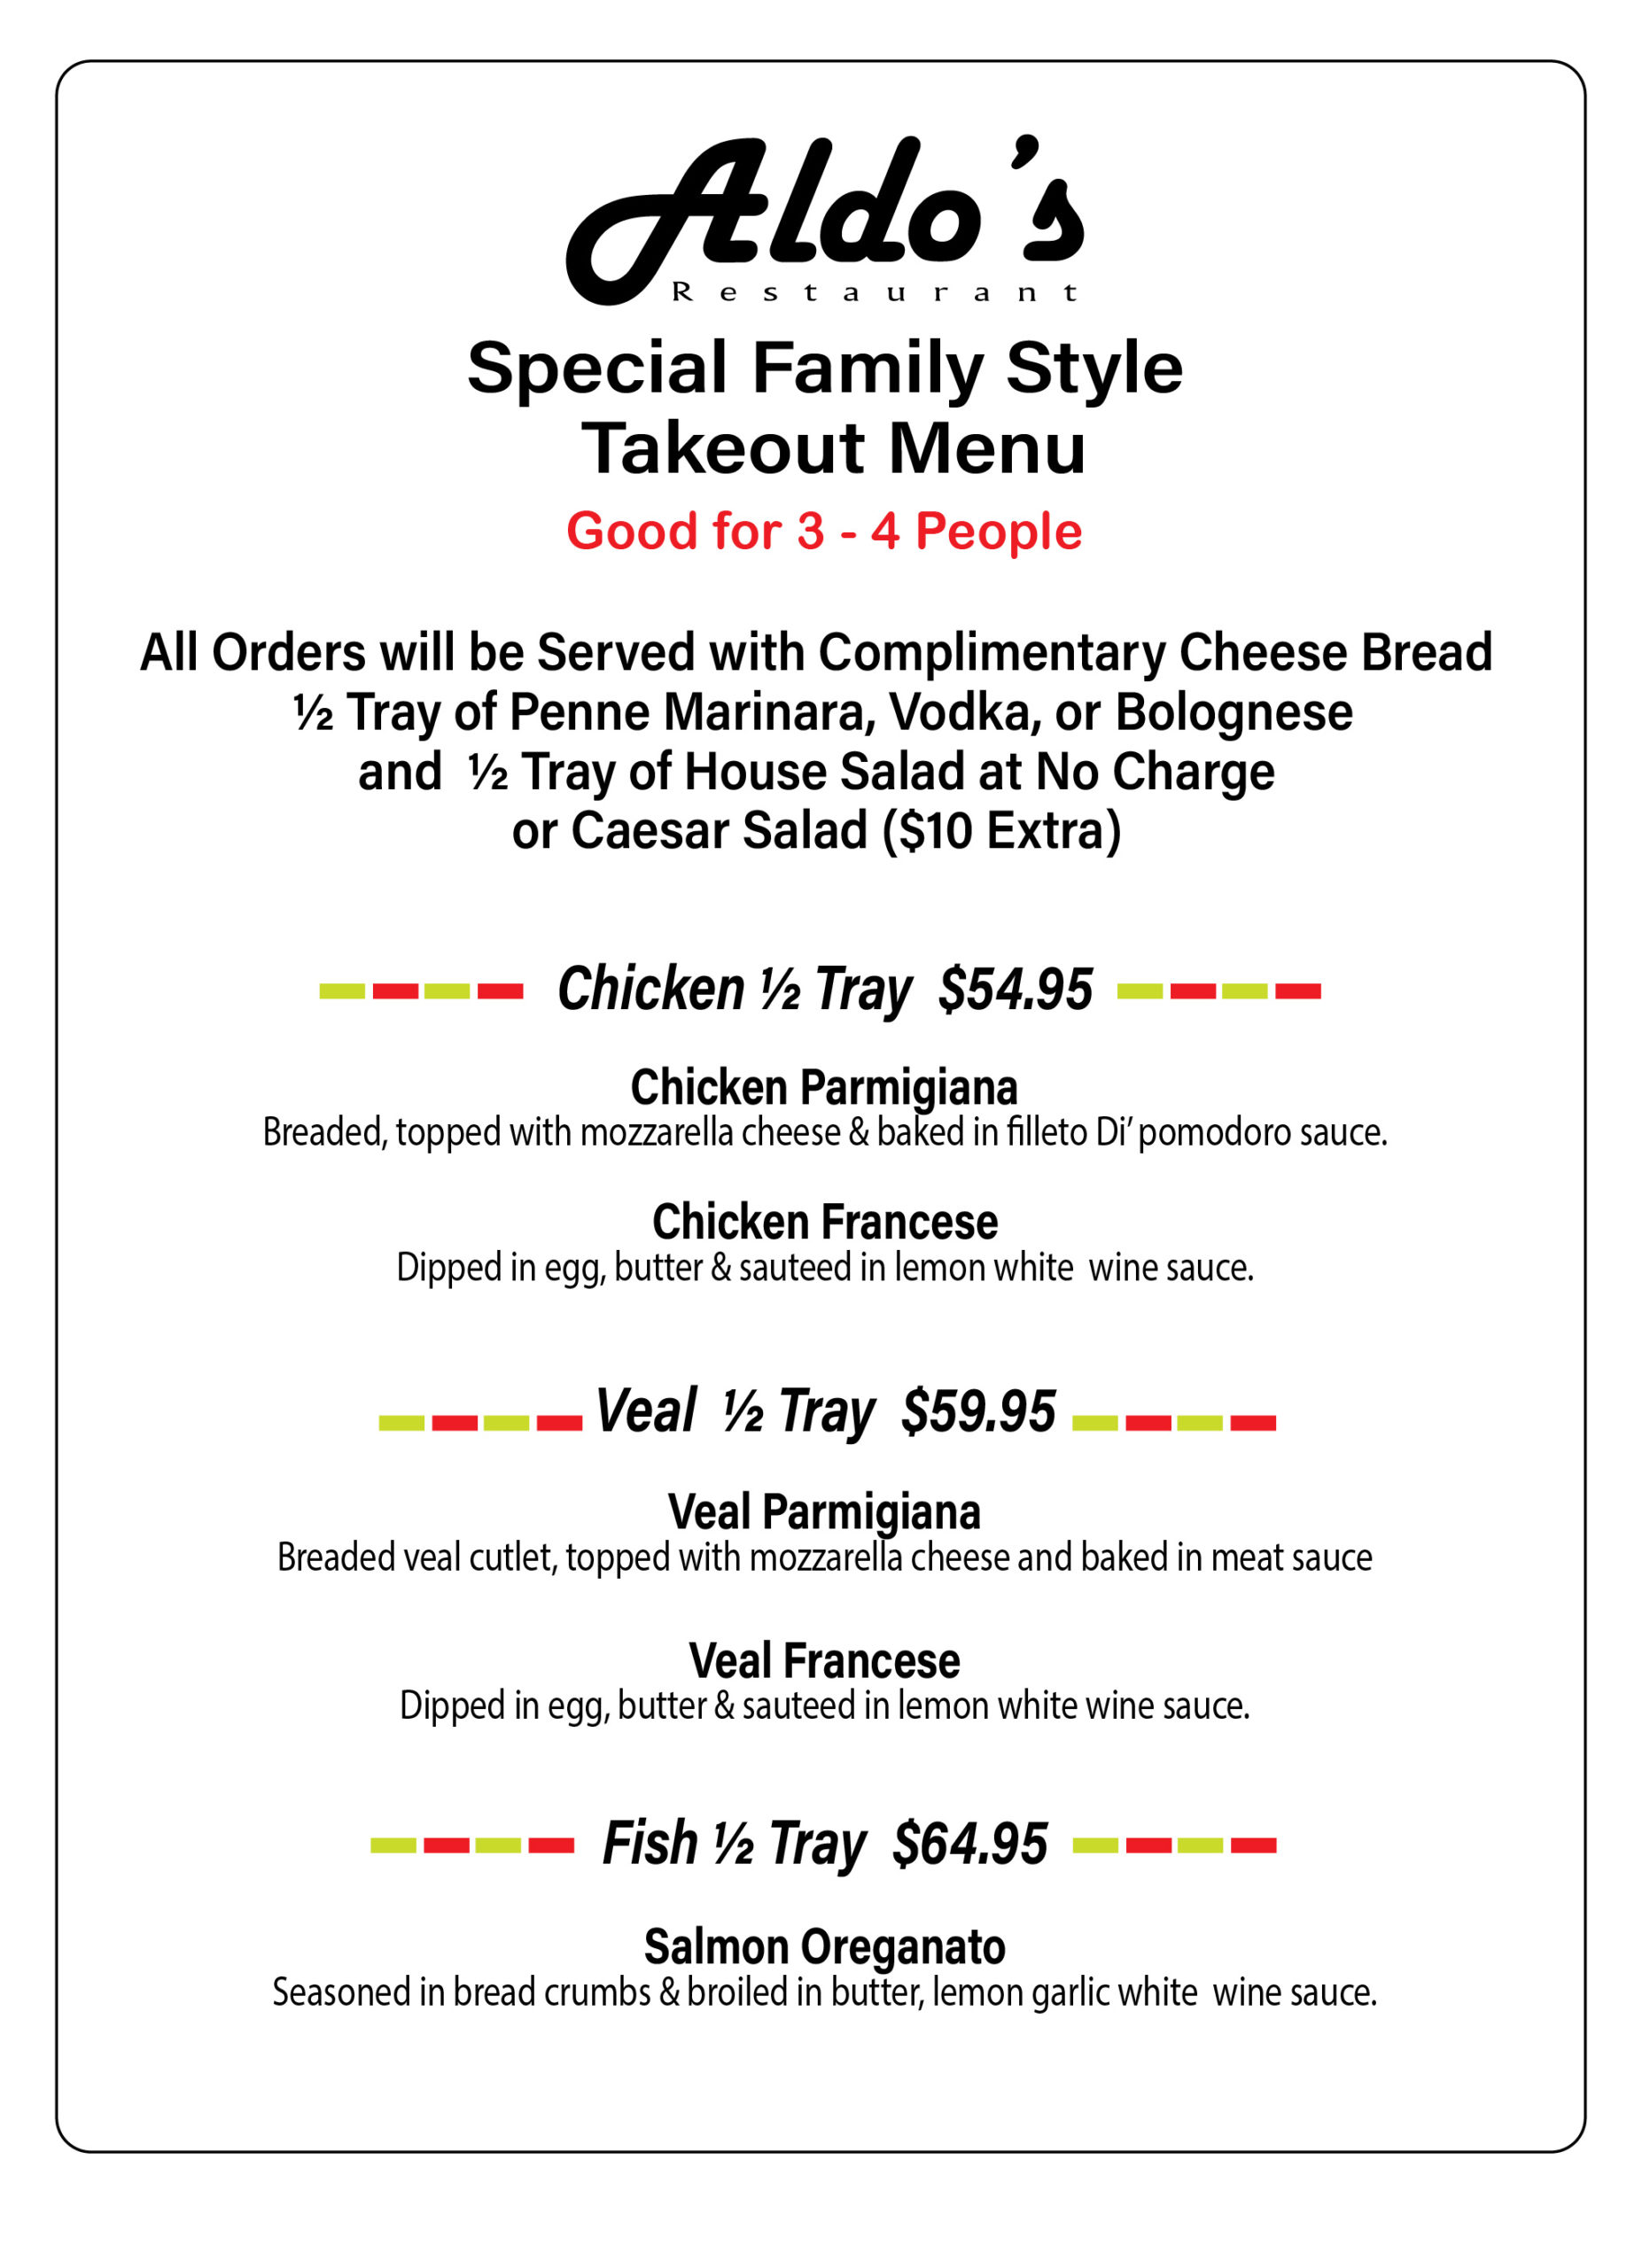 Aldo's
Restaurant
Special Family Style
Takeout Menu
Good for 3 - 4 People
All Orders will be Served with Complimentary Cheese Bread
½ Tray of Penne Marinara, Vodka, or Bolognese
and ½ Tray of House Salad at No Charge
or Caesar Salad ($10 Extra)
Chicken ½ Tray $54.95
Chicken Parmigiana
Breaded, topped with mozzarella cheese & baked in filleto Di' pomodoro sauce.
Chicken Francese
Dipped in egg, butter & sauteed in lemon white wine sauce.
Veal ½ Tray $59.95
Veal Parmigiana
Breaded veal cutlet, topped with mozzarella cheese and baked in meat sauce
Veal Francese
Dipped in egg, butter & sauteed in lemon white wine sauce.
Fish ½ Tray $64.95
Salmon Oreganato
Seasoned in bread crumbs & broiled in butter, lemon garlic white wine sauce.